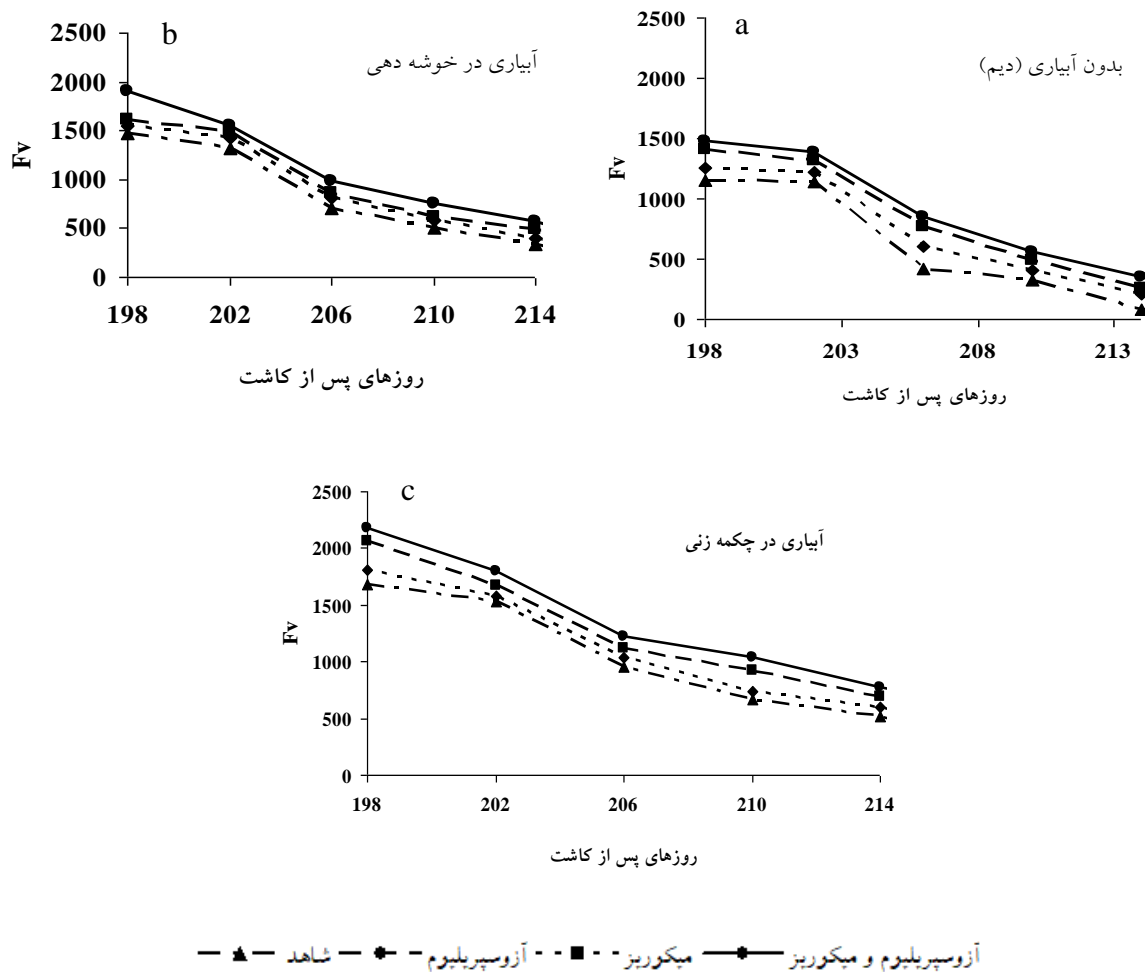 b
آبیاری در خوشه دهی
2500
2000
1500
1000
500
0
Fv
198 202 206 210 214
روزهای پس از کاشت
a
بدون آبیاری (دیم)
2500
2000
1500
1000
500
0
Fv
198 203 208 213
روزهای پس از کاشت
c
آبیاری در چکمه زنی
2500
2000
1500
1000
500
0
Fv
198 202 206 210 214
روزهای پس از کاشت
آزوسپریلیوم و میکوریز میکوریز آزوسپریلیوم شاهد